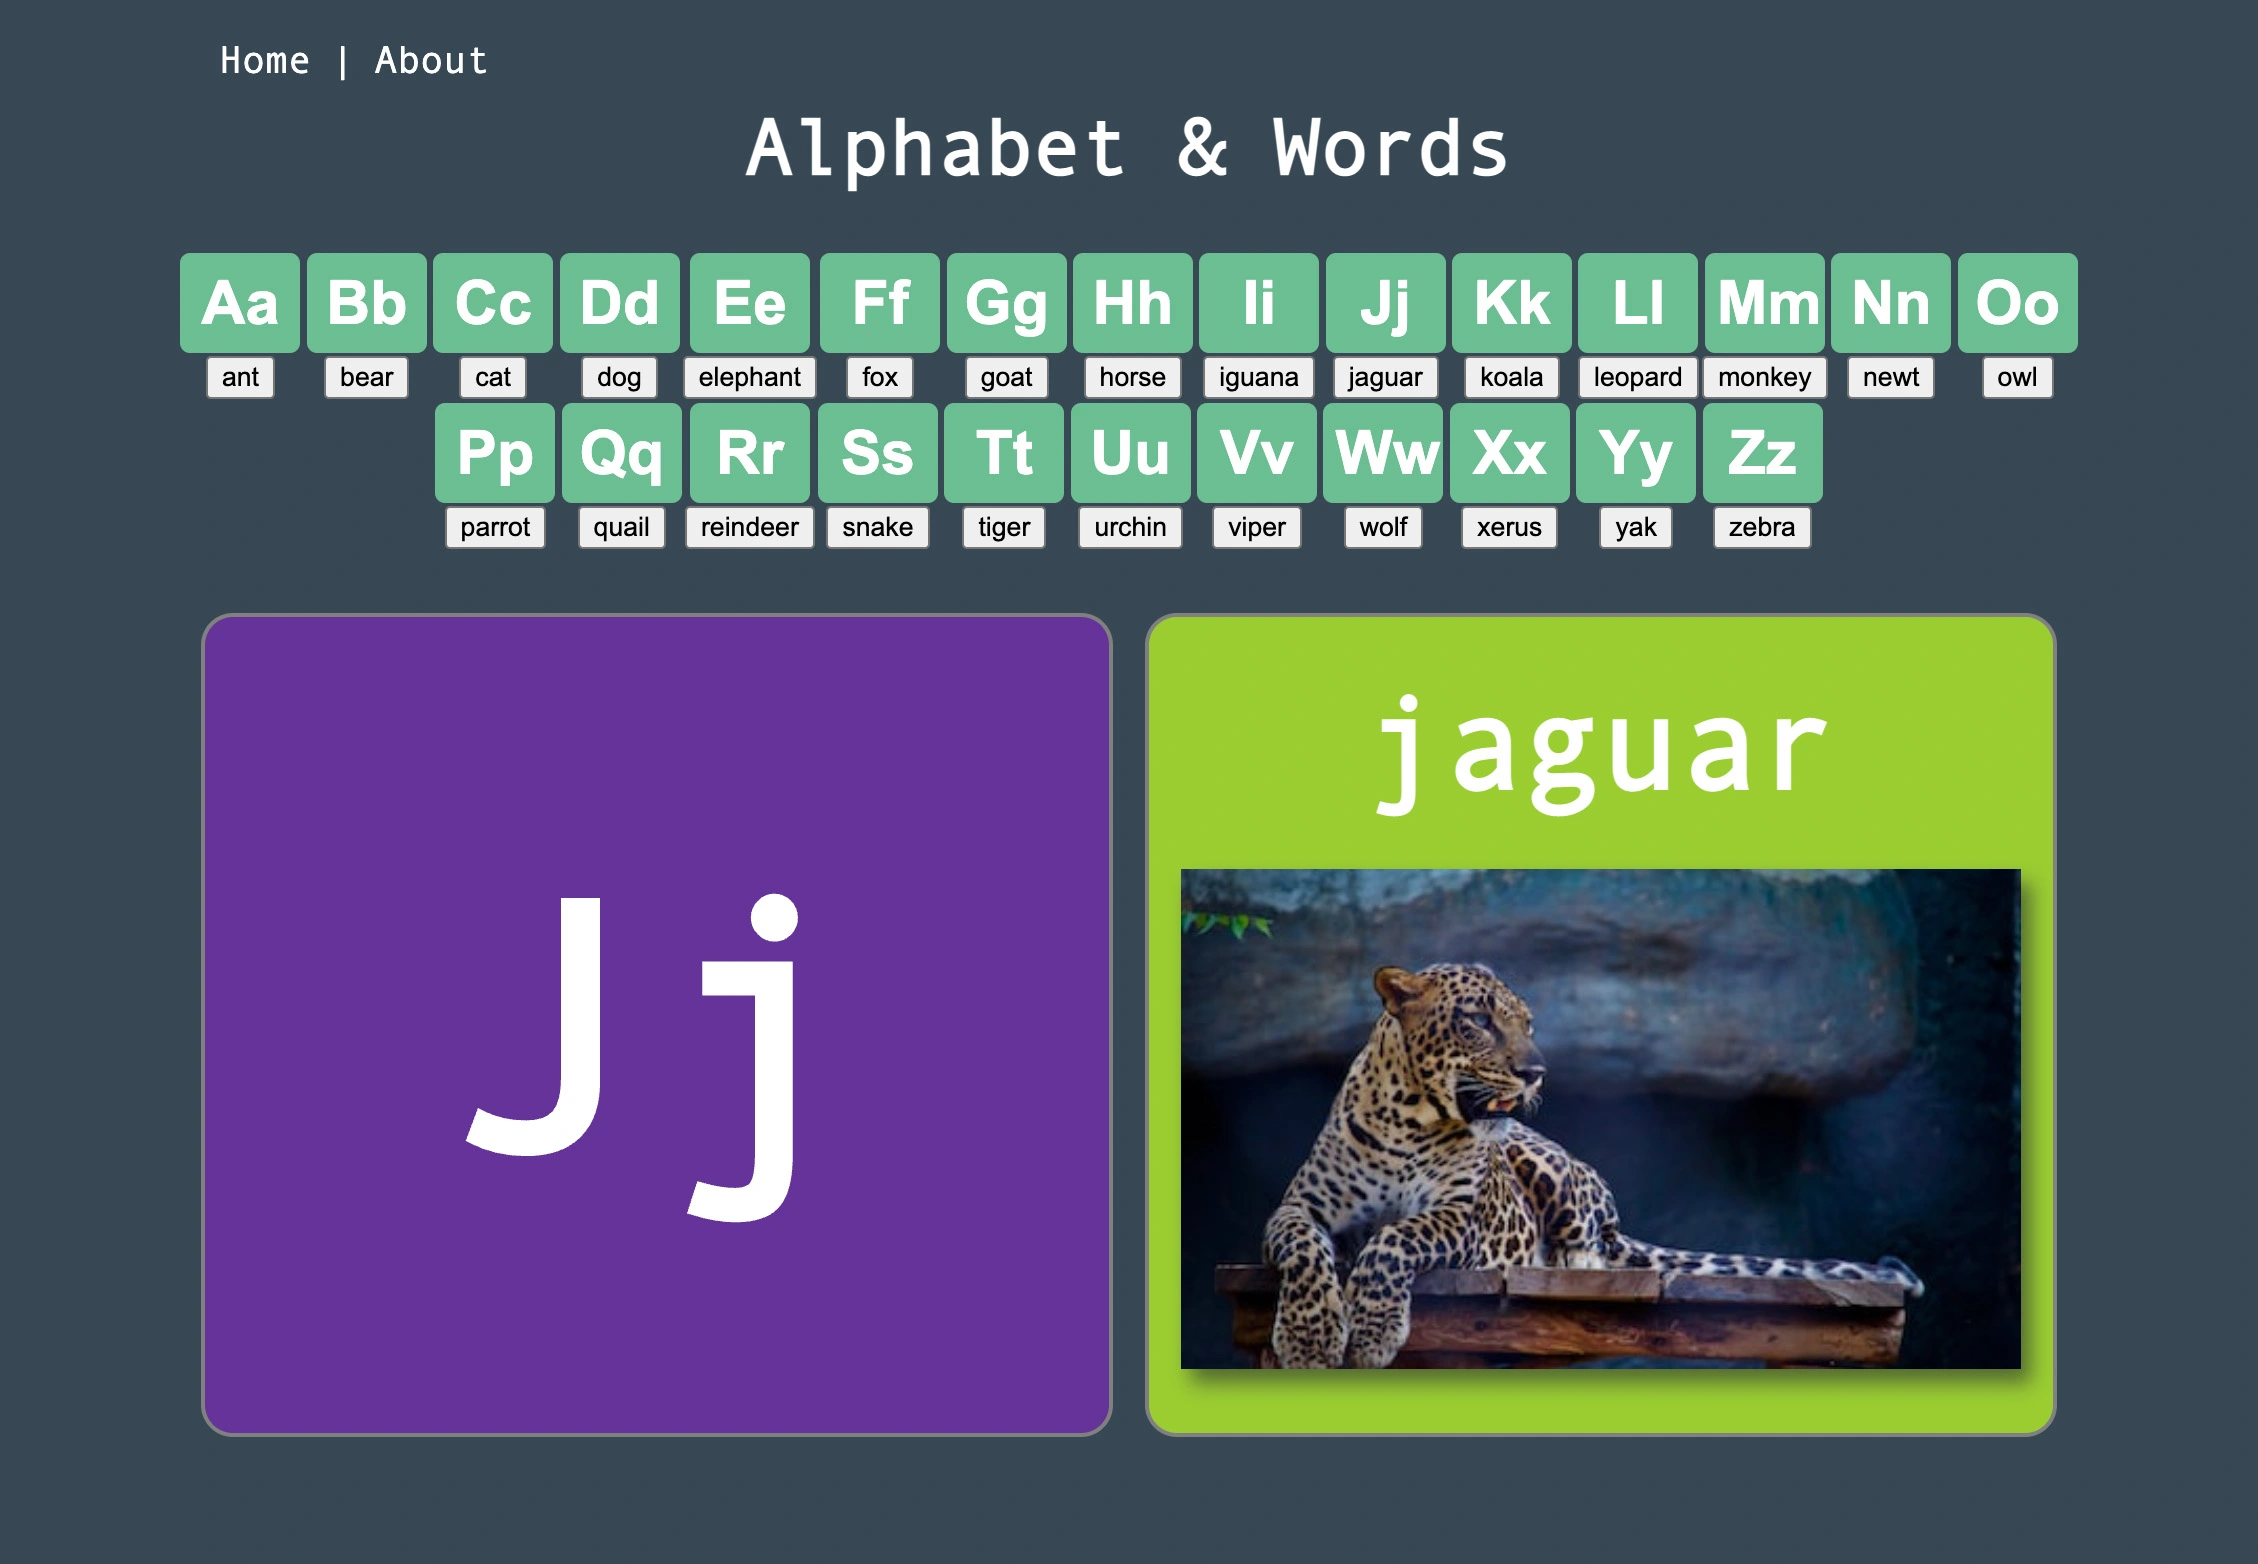 Home | About
Alphabet & Words
Aa Bb Cc Dd Ee Ff Gg Hh Ii Jj Kk Ll Mm Nn Oo
ant bear cat dog elephant fox goat horse iguana jaguar koala leopard monkey newt owl
Pp Qq Rr Ss Tt Uu Vv Ww Xx Yy Zz
parrot quail reindeer snake tiger urchin viper wolf xerus yak zebra
Jj
jaguar